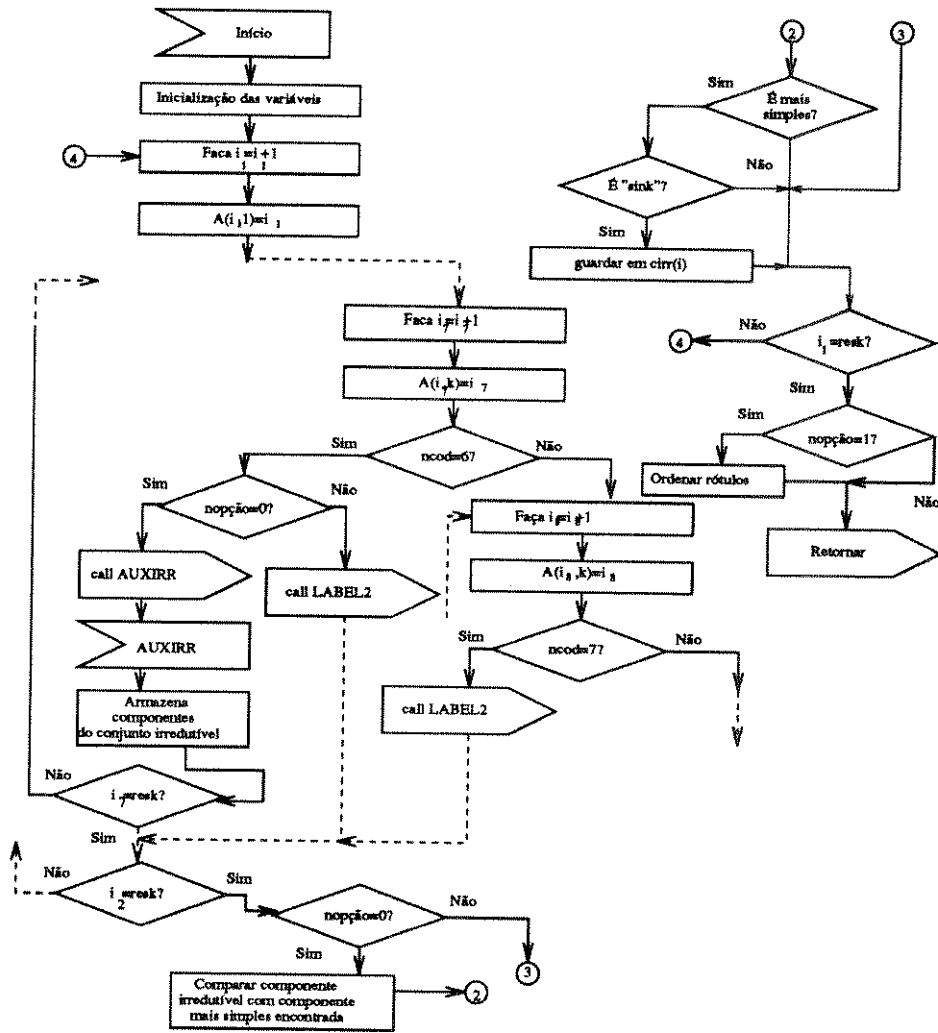 Início
Inicialização das variáveis
4
Faca i1=i1+1
A(i1,1)=i1
2
3
Sim
É mais
simples?
Não
É "sink"?
Sim
guardar em cirr(i)
Faca i7=i7+1
A(i7,k)=i7
Não
4
i1=resk?
Sim
Sim
nopção=1?
Ordenar rótulos
Não
Retornar
Sim
ncod=6?
Não
Sim
nopção=0?
Não
call AUXIRR
call LABEL2
Faça i8=i8+1
A(i8,k)=i8
AUXIRR
Armazena
componentes
do conjunto irredutível
Sim
ncod=7?
Não
call LABEL2
Não
i7=resk?
Sim
Não
i2=resk?
Sim
nopção=0?
Não
Sim
3
Comparar componente
irredutível com componente
mais simples encontrada
2